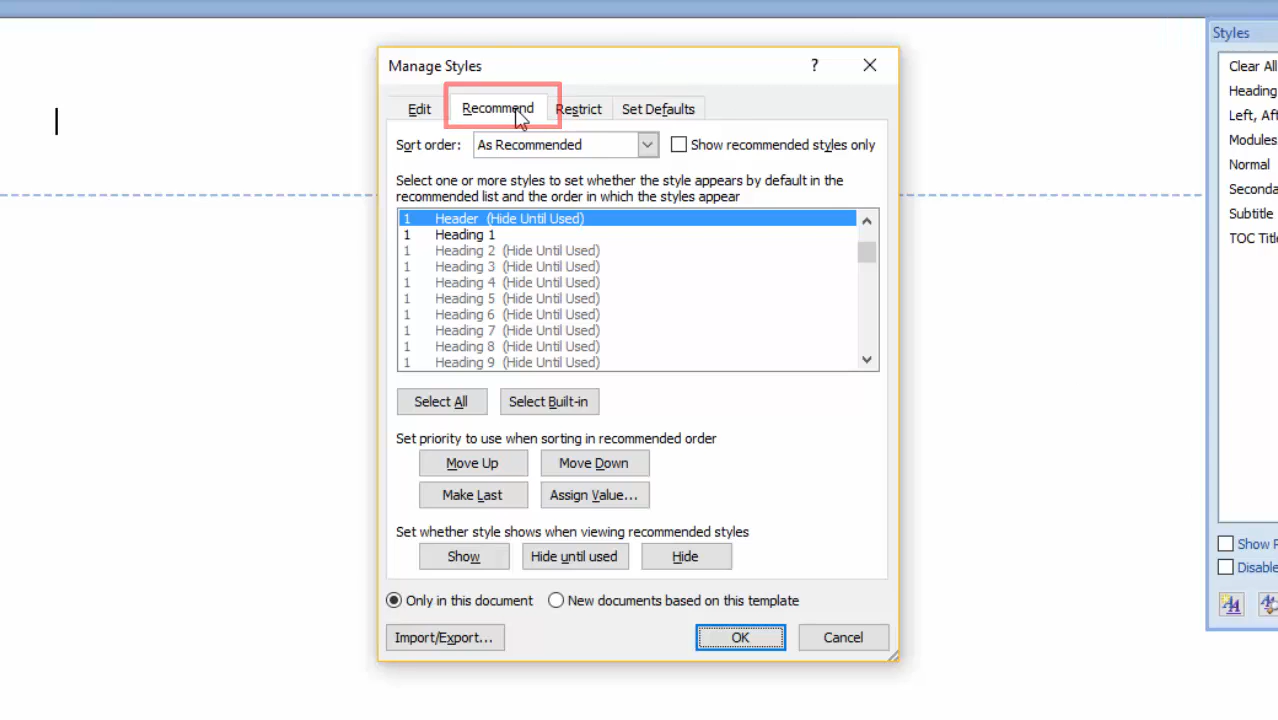 Styles
Manage Styles
?
Edit
Recommend
Restrict
Set Defaults
Sort order:
As Recommended
Show recommended styles only
Select one or more styles to set whether the style appears by default in the
recommended list and the order in which the styles appear
1 Header (Hide Until Used)
1 Heading 1
1 Heading 2 (Hide Until Used)
1 Heading 3 (Hide Until Used)
1 Heading 4 (Hide Until Used)
1 Heading 5 (Hide Until Used)
1 Heading 6 (Hide Until Used)
1 Heading 7 (Hide Until Used)
1 Heading 8 (Hide Until Used)
1 Heading 9 (Hide Until Used)
Select All
Select Built-in
Set priority to use when sorting in recommended order
Move Up
Move Down
Make Last
Assign Value...
Set whether style shows when viewing recommended styles
Show
Hide until used
Hide
Only in this document
New documents based on this template
Import/Export...
OK
Cancel
Clear All
Heading
Left, Aft
Modules
Normal
Seconda
Subtitle
TOC Title
Show P
Disable